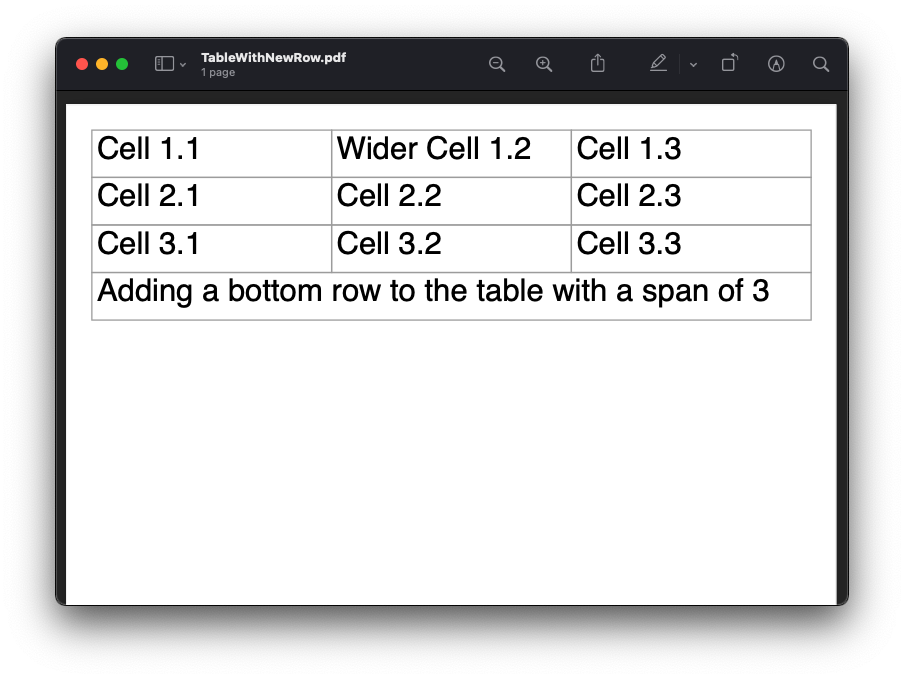 TableWithNewRow.pdf
1 page
Cell 1.1 Wider Cell 1.2 Cell 1.3
Cell 2.1 Cell 2.2 Cell 2.3
Cell 3.1 Cell 3.2 Cell 3.3
Adding a bottom row to the table with a span of 3